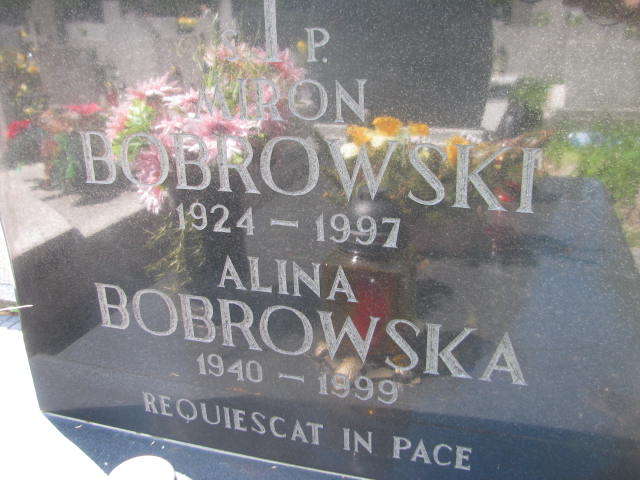 Ś. P.
MIRON
BOBROWSKI
1924 – 1997
ALINA
BOBROWSKA
1940 – 1999
REQUIESCAT IN PACE